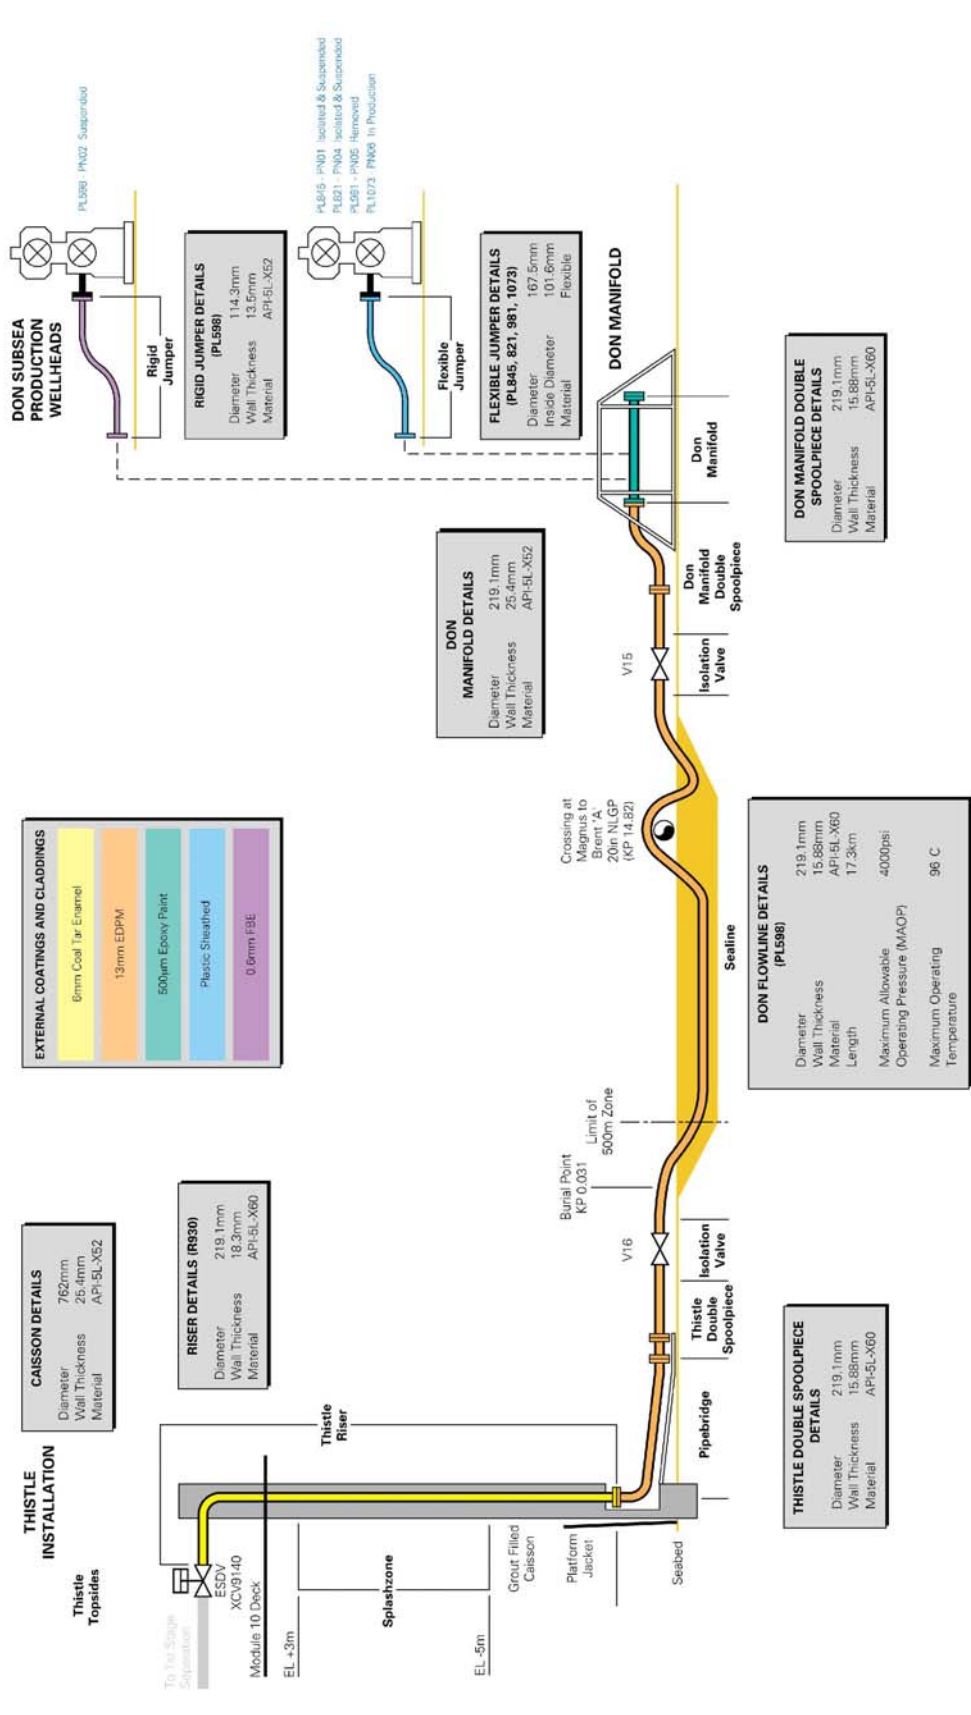 THISTLE
INSTALLATION
Thistle
Topsides
CAISSON DETAILS
Diameter 762mm
Wall Thickness 25.4mm
Material API-5L-X52
EXTERNAL COATINGS AND CLADDINGS
6mm Coal Tar Enamel
13mm EDPM
500µm Epoxy Paint
Plastic Sheathed
0.6mm FBE
DON SUBSEA
PRODUCTION
WELLHEADS
PL598 - PN02 Suspended
Rigid
Jumper
RIGID JUMPER DETAILS
(PL598)
Diameter 114.3mm
Wall Thickness 13.5mm
Material API-5L-X52
PL845 - PN01 Isolated & Suspended
PL821 - PN04 Isolated & Suspended
PL981 - PN05 Removed
PL1073 - PN06 In Production
Flexible
Jumper
FLEXIBLE JUMPER DETAILS
(PL845, 821, 981, 1073)
Diameter 167.5mm
Inside Diameter 101.6mm
Material Flexible
RISER DETAILS (R930)
Diameter 219.1mm
Wall Thickness 18.3mm
Material API-5L-X60
To 1st Stage
Separation
ESDV
XCV9140
Module 10 Deck
Thistle
Riser
EL +3m
Splashzone
EL -5m
Grout Filled
Caisson
Platform
Jacket
Seabed
DON
MANIFOLD DETAILS
Diameter 219.1mm
Wall Thickness 25.4mm
Material API-5L-X52
DON MANIFOLD
Burial Point
KP 0.031
Limit of
500m Zone
Crossing at
Magnus to
Brent 'A'
20in NLGP
(KP 14.82)
V16
V15
Pipebridge
Thistle
Double
Spoolpiece
Isolation
Valve
Sealine
Isolation
Valve
Don
Manifold
Double
Spoolpiece
Don
Manifold
THISTLE DOUBLE SPOOLPIECE
DETAILS
Diameter 219.1mm
Wall Thickness 15.88mm
Material API-5L-X60
DON FLOWLINE DETAILS
(PL598)
Diameter 219.1mm
Wall Thickness 15.88mm
Material API-5L-X60
Length 17.3km
Maximum Allowable 4000psi
Operating Pressure (MAOP)
Maximum Operating 96 C
Temperature
DON MANIFOLD DOUBLE
SPOOLPIECE DETAILS
Diameter 219.1mm
Wall Thickness 15.88mm
Material API-5L-X60